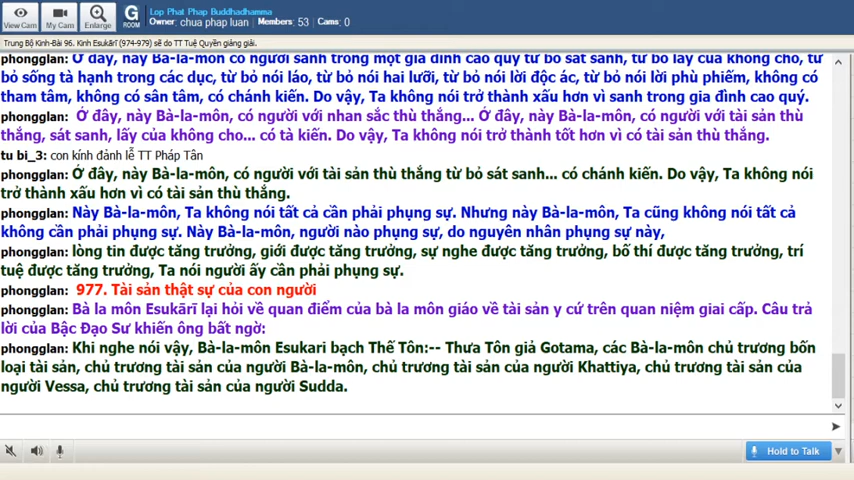 View Cam
My Cam
Enlarge
G
ROOM
Lop Phat Phap Buddhadhamma
Owner: chua phap luan Members: 53 Cams: 0
Trung Bộ Kinh-Bài 96. Kinh Esukārī (974-979) sẽ do TT Tuệ Quyền giảng giải.
phongglan: Ở đây, này Bà-la-môn có người sanh trong một gia đình cao quý từ bỏ sát sanh, từ bỏ lấy của không cho, từ
bỏ sống tà hạnh trong các dục, từ bỏ nói láo, từ bỏ nói hai lưỡi, từ bỏ nói lời độc ác, từ bỏ nói lời phù phiếm, không có
tham tâm, không có sân tâm, có chánh kiến. Do vậy, Ta không nói trở thành xấu hơn vì sanh trong gia đình cao quý.
phongglan: Ở đây, này Bà-la-môn, có người với nhan sắc thù thắng... Ở đây, này Bà-la-môn, có người với tài sản thù
thắng, sát sanh, lấy của không cho... có tà kiến. Do vậy, Ta không nói trở thành tốt hơn vì có tài sản thù thắng.
tu bi_3: con kính đảnh lễ TT Pháp Tân
phongglan: Ở đây, này Bà-la-môn, có người với tài sản thù thắng từ bỏ sát sanh... có chánh kiến. Do vậy, Ta không nói
trở thành xấu hơn vì có tài sản thù thắng.
phongglan: Này Bà-la-môn, Ta không nói tất cả cần phải phụng sự. Nhưng này Bà-la-môn, Ta cũng không nói tất cả
không cần phải phụng sự. Này Bà-la-môn, người nào phụng sự, do nguyên nhân phụng sự này,
phongglan: lòng tin được tăng trưởng, giới được tăng trưởng, sự nghe được tăng trưởng, bố thí được tăng trưởng, trí
tuệ được tăng trưởng, Ta nói người ấy cần phải phụng sự.
phongglan: 977. Tài sản thật sự của con người
phongglan: Bà la môn Esukārī lại hỏi về quan điểm của bà la môn giáo về tài sản y cứ trên quan niệm giai cấp. Câu trả
lời của Bậc Đạo Sư khiến ông bất ngờ:
phongglan: Khi nghe nói vậy, Bà-la-môn Esukari bạch Thế Tôn:-- Thưa Tôn giả Gotama, các Bà-la-môn chủ trương bốn
loại tài sản, chủ trương tài sản của người Bà-la-môn, chủ trương tài sản của người Khattiya, chủ trương tài sản của
người Vessa, chủ trương tài sản của người Sudda.
Hold to Talk